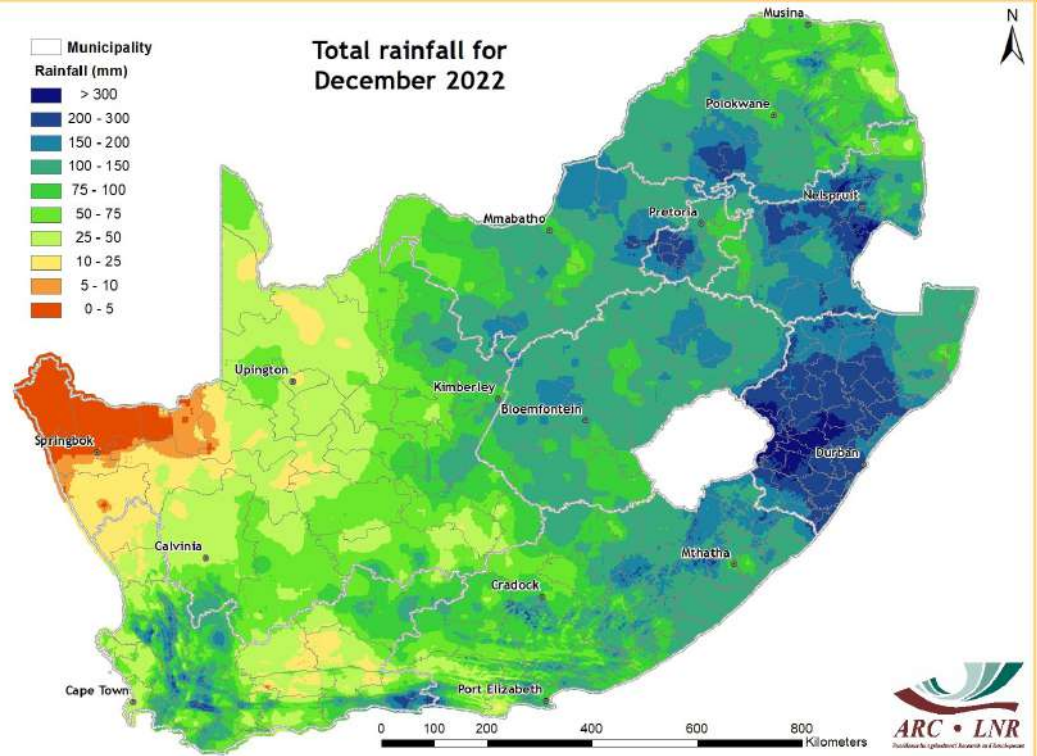 Total rainfall for
December 2022
N
Municipality
Rainfall (mm)
> 300
200 - 300
150 - 200
100 - 150
75 - 100
50 - 75
25 - 50
10 - 25
5 - 10
0 - 5
Musina
Polokwane
Nelspruit
Pretoria
Mmabatho
Upington
Kimberley
Bloemfontein
Springbok
Durban
Calvinia
Mthatha
Cradock
Cape Town
Port Elizabeth
0 100 200 400 600 800
Kilometers
ARC • LNR